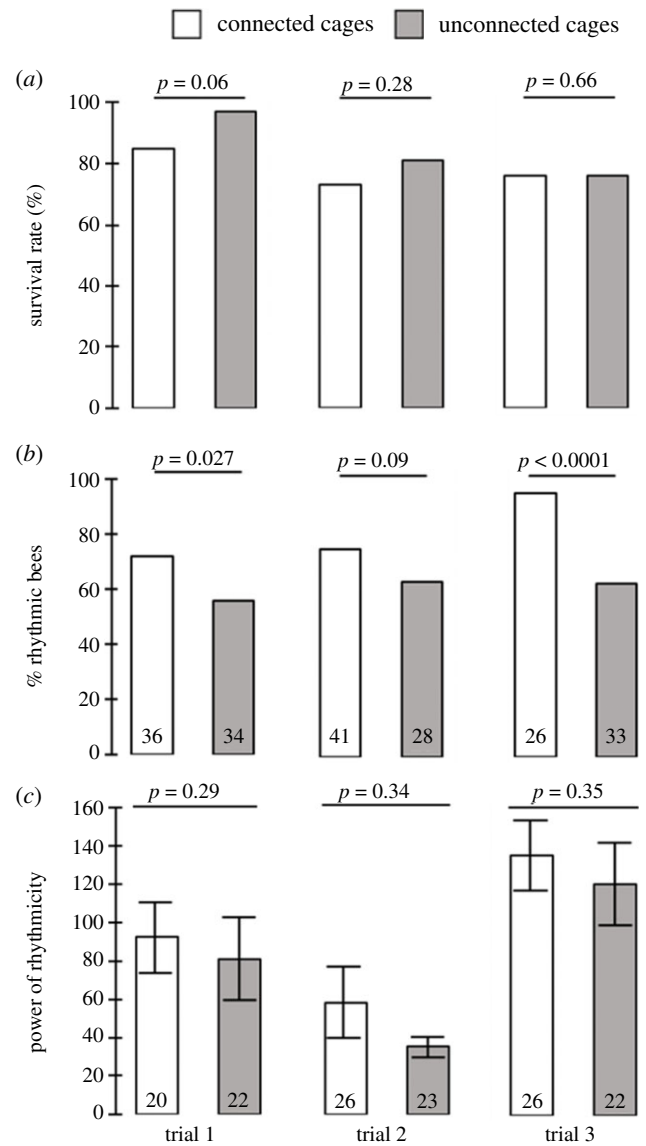 connected cages unconnected cages
(a)
p = 0.06 p = 0.28 p = 0.66
survival rate (%)
100
80
60
40
20
0
(b)
p = 0.027 p = 0.09 p < 0.0001
% rhythmic bees
100
80
60
40
20
0
36 34 41 28 26 33
(c)
p = 0.29 p = 0.34 p = 0.35
power of rhythmicity
160
140
120
100
80
60
40
20
0
20 22 26 23 26 22
trial 1 trial 2 trial 3